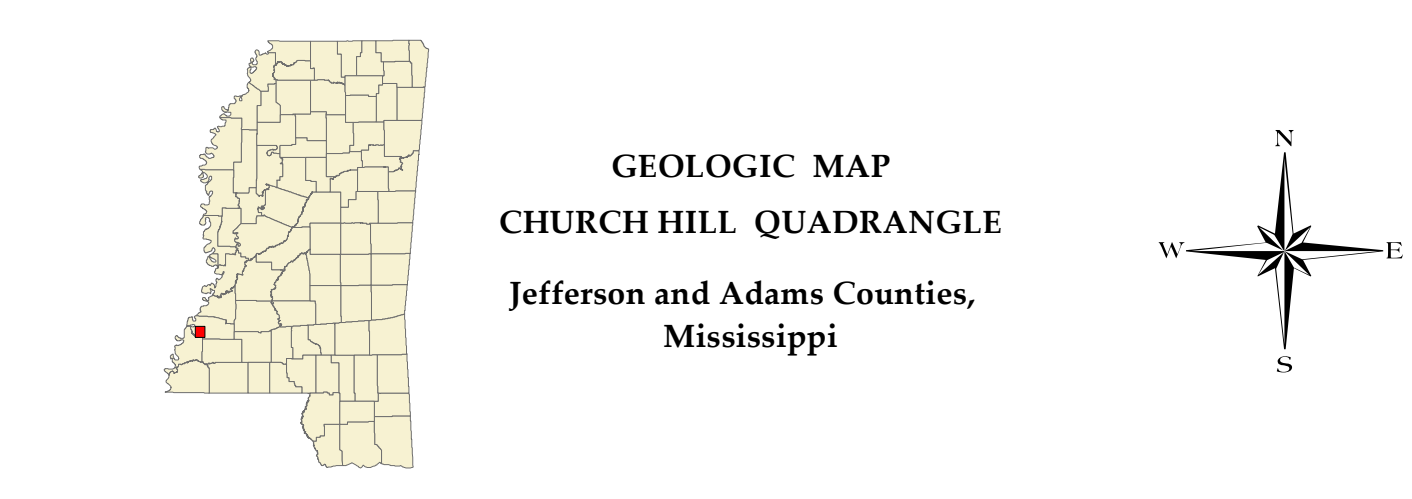 GEOLOGIC MAP
CHURCH HILL QUADRANGLE
Jefferson and Adams Counties,
Mississippi
N
W
E
S